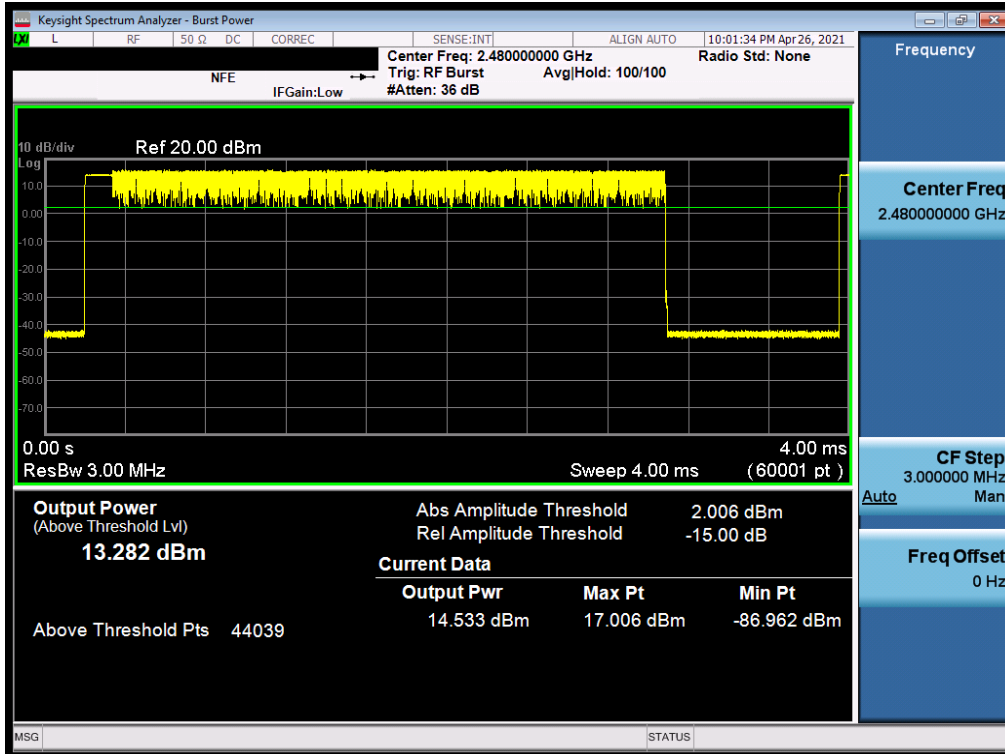 Keysight Spectrum Analyzer - Burst Power
LXI L RF 50 Ω DC CORREC SENSE:INT ALIGN AUTO 10:01:34 PM Apr 26, 2021
Center Freq: 2.480000000 GHz Radio Std: None
NFE Trig: RF Burst Avg|Hold: 100/100
IFGain:Low #Atten: 36 dB
10 dB/div Ref 20.00 dBm
Log
10.0
0.00
-10.0
-20.0
-30.0
-40.0
-50.0
-60.0
-70.0
0.00 s 4.00 ms
ResBw 3.00 MHz Sweep 4.00 ms (60001 pt )
Output Power
(Above Threshold Lvl)
13.282 dBm
Above Threshold Pts 44039
Abs Amplitude Threshold 2.006 dBm
Rel Amplitude Threshold -15.00 dB
Current Data
Output Pwr Max Pt Min Pt
14.533 dBm 17.006 dBm -86.962 dBm
Frequency
Center Freq
2.480000000 GHz
CF Step
3.000000 MHz
Auto Man
Freq Offset
0 Hz
MSG STATUS